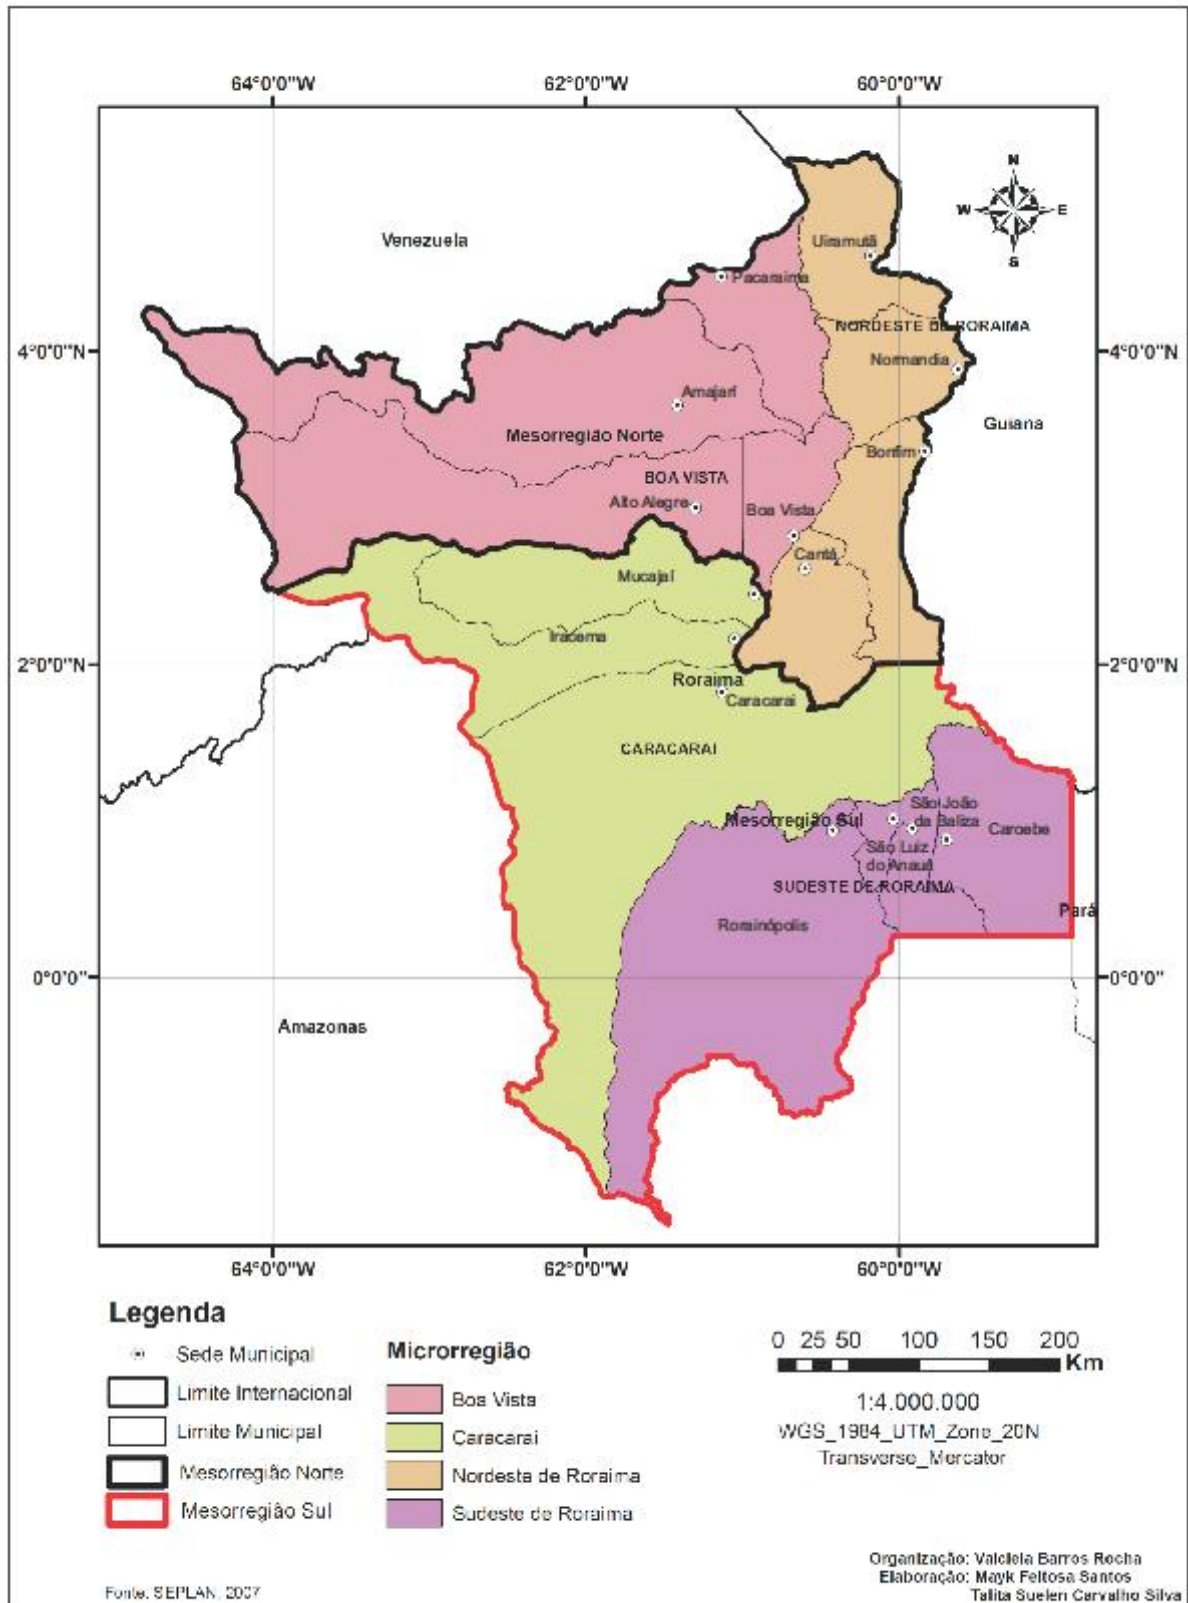 64°0'0"W 62°0'0"W 60°0'0"W
N
W E
S
Venezuela
Uiramutã
Pacaraima
NORDESTE DE RORAIMA
4°0'0"N 4°0'0"N
Normandia
Amajarí
Guiana
Mesorregião Norte
Bonfim
BOA VISTA
Alto Alegre
Boa Vista
Cantá
Mucajaí
Iracema
2°0'0"N 2°0'0"N
Roraima
Caracarai
CARACARAI
São João
da Baliza
Mesorregião Sul
Caroebe
São Luiz
do Anauá
SUDESTE DE RORAIMA
Pará
Rorainópolis
0°0'0" 0°0'0"
Amazonas
64°0'0"W 62°0'0"W 60°0'0"W
Legenda
Sede Municipal
Limite Internacional
Limite Municipal
Mesorregião Norte
Mesorregião Sul
Microrregião
Boa Vista
Caracarai
Nordeste de Roraima
Sudeste de Roraima
0 25 50 100 150 200
Km
1:4.000.000
WGS_1984_UTM_Zone_20N
Transverse_Mercator
Organização: Valciela Barros Rocha
Elaboração: Mayk Feitosa Santos
Talita Suelen Carvalho Silva
Fonte: SEPLAN, 2007